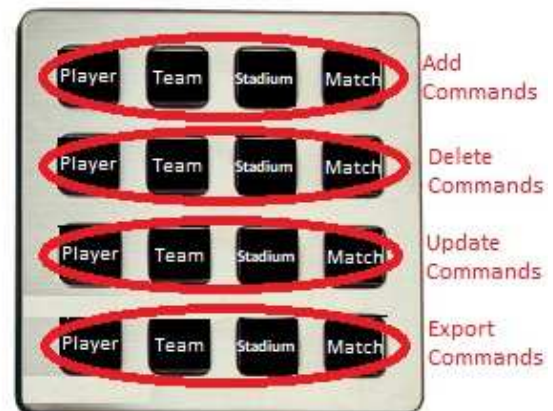 Player Team Stadium Match
Add
Commands
Player Team Stadium Match
Delete
Commands
Player Team Stadium Match
Update
Commands
Player Team Stadium Match
Export
Commands